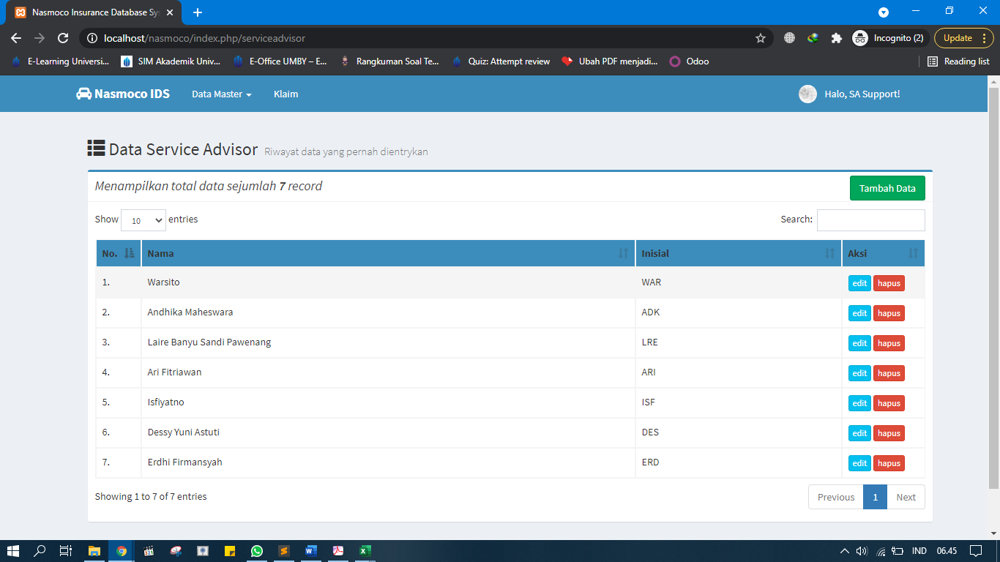 Nasmoco Insurance Database Sy
localhost/nasmoco/index.php/serviceadvisor
Incognito (2)
Update
E-Learning Universi...
SIM Akademik Univ...
E-Office UMBY – E...
Rangkuman Soal Te...
Quiz: Attempt review
Ubah PDF menjadi...
Odoo
Reading list
Nasmoco IDS
Data Master
Klaim
Halo, SA Support!
Data Service Advisor Riwayat data yang pernah dientrykan
Menampilkan total data sejumlah 7 record
Tambah Data
Show 10 entries
Search:
No. Nama Inisial Aksi
1. Warsito WAR edit hapus
2. Andhika Maheswara ADK edit hapus
3. Laire Banyu Sandi Pawenang LRE edit hapus
4. Ari Fitriawan ARI edit hapus
5. Isfiyatno ISF edit hapus
6. Dessy Yuni Astuti DES edit hapus
7. Erdhi Firmansyah ERD edit hapus
Showing 1 to 7 of 7 entries
Previous 1 Next
IND 06.45